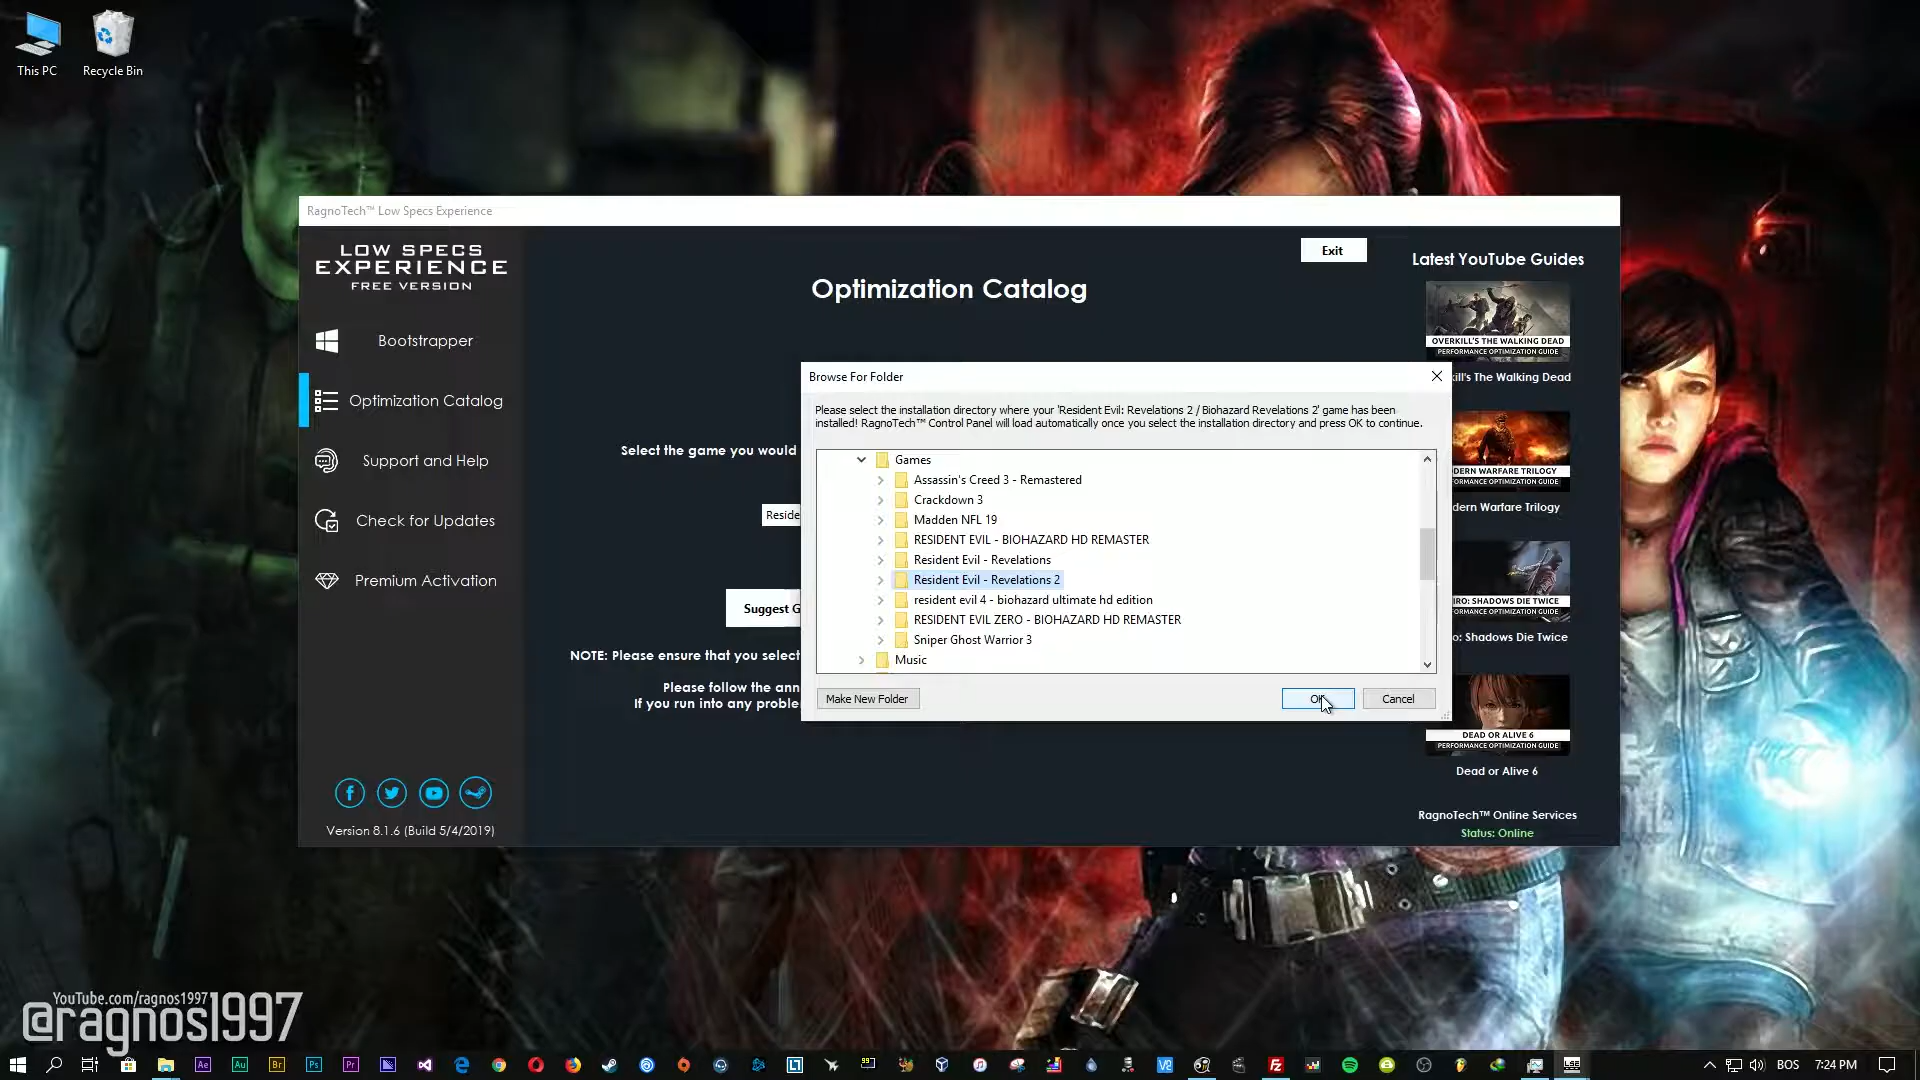 This PC
Recycle Bin
RagnoTech™ Low Specs Experience
LOW SPECS
EXPERIENCE
FREE VERSION
Bootstrapper
Optimization Catalog
Support and Help
Check for Updates
Premium Activation
Version 8.1.6 (Build 5/4/2019)
Exit
Optimization Catalog
Select the game you would
Reside
Suggest G
NOTE: Please ensure that you select
Please follow the ann
If you run into any proble
Browse For Folder
Please select the installation directory where your 'Resident Evil: Revelations 2 / Biohazard Revelations 2' game has been
installed! RagnoTech™ Control Panel will load automatically once you select the installation directory and press OK to continue.
Games
Assassin's Creed 3 - Remastered
Crackdown 3
Madden NFL 19
RESIDENT EVIL - BIOHAZARD HD REMASTER
Resident Evil - Revelations
Resident Evil - Revelations 2
resident evil 4 - biohazard ultimate hd edition
RESIDENT EVIL ZERO - BIOHAZARD HD REMASTER
Sniper Ghost Warrior 3
Music
Make New Folder
OK
Cancel
Latest YouTube Guides
OVERKILL'S THE WALKING DEAD
PERFORMANCE OPTIMIZATION GUIDE
kill's The Walking Dead
DERN WARFARE TRILOGY
FORMANCE OPTIMIZATION GUIDE
dern Warfare Trilogy
IRO: SHADOWS DIE TWICE
FORMANCE OPTIMIZATION GUIDE
o: Shadows Die Twice
DEAD OR ALIVE 6
PERFORMANCE OPTIMIZATION GUIDE
Dead or Alive 6
RagnoTech™ Online Services
Status: Online
YouTube.com/ragnos1997
@ragnos1997
BOS
7:24 PM